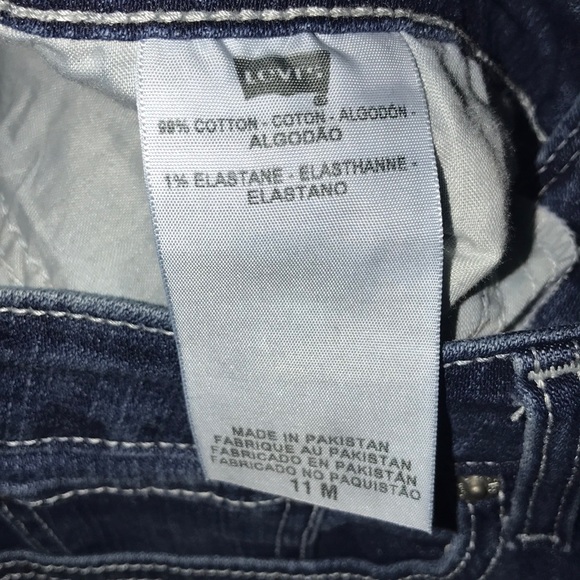 LEVI'S
®
99% COTTON - COTON - ALGODÓN -
ALGODÃO
1% ELASTANE - ELASTHANNE -
ELASTANO
MADE IN PAKISTAN
FABRIQUE AU PAKISTAN
FABRICADO EN PAKISTÁN
FABRICADO NO PAQUISTÃO
11 M